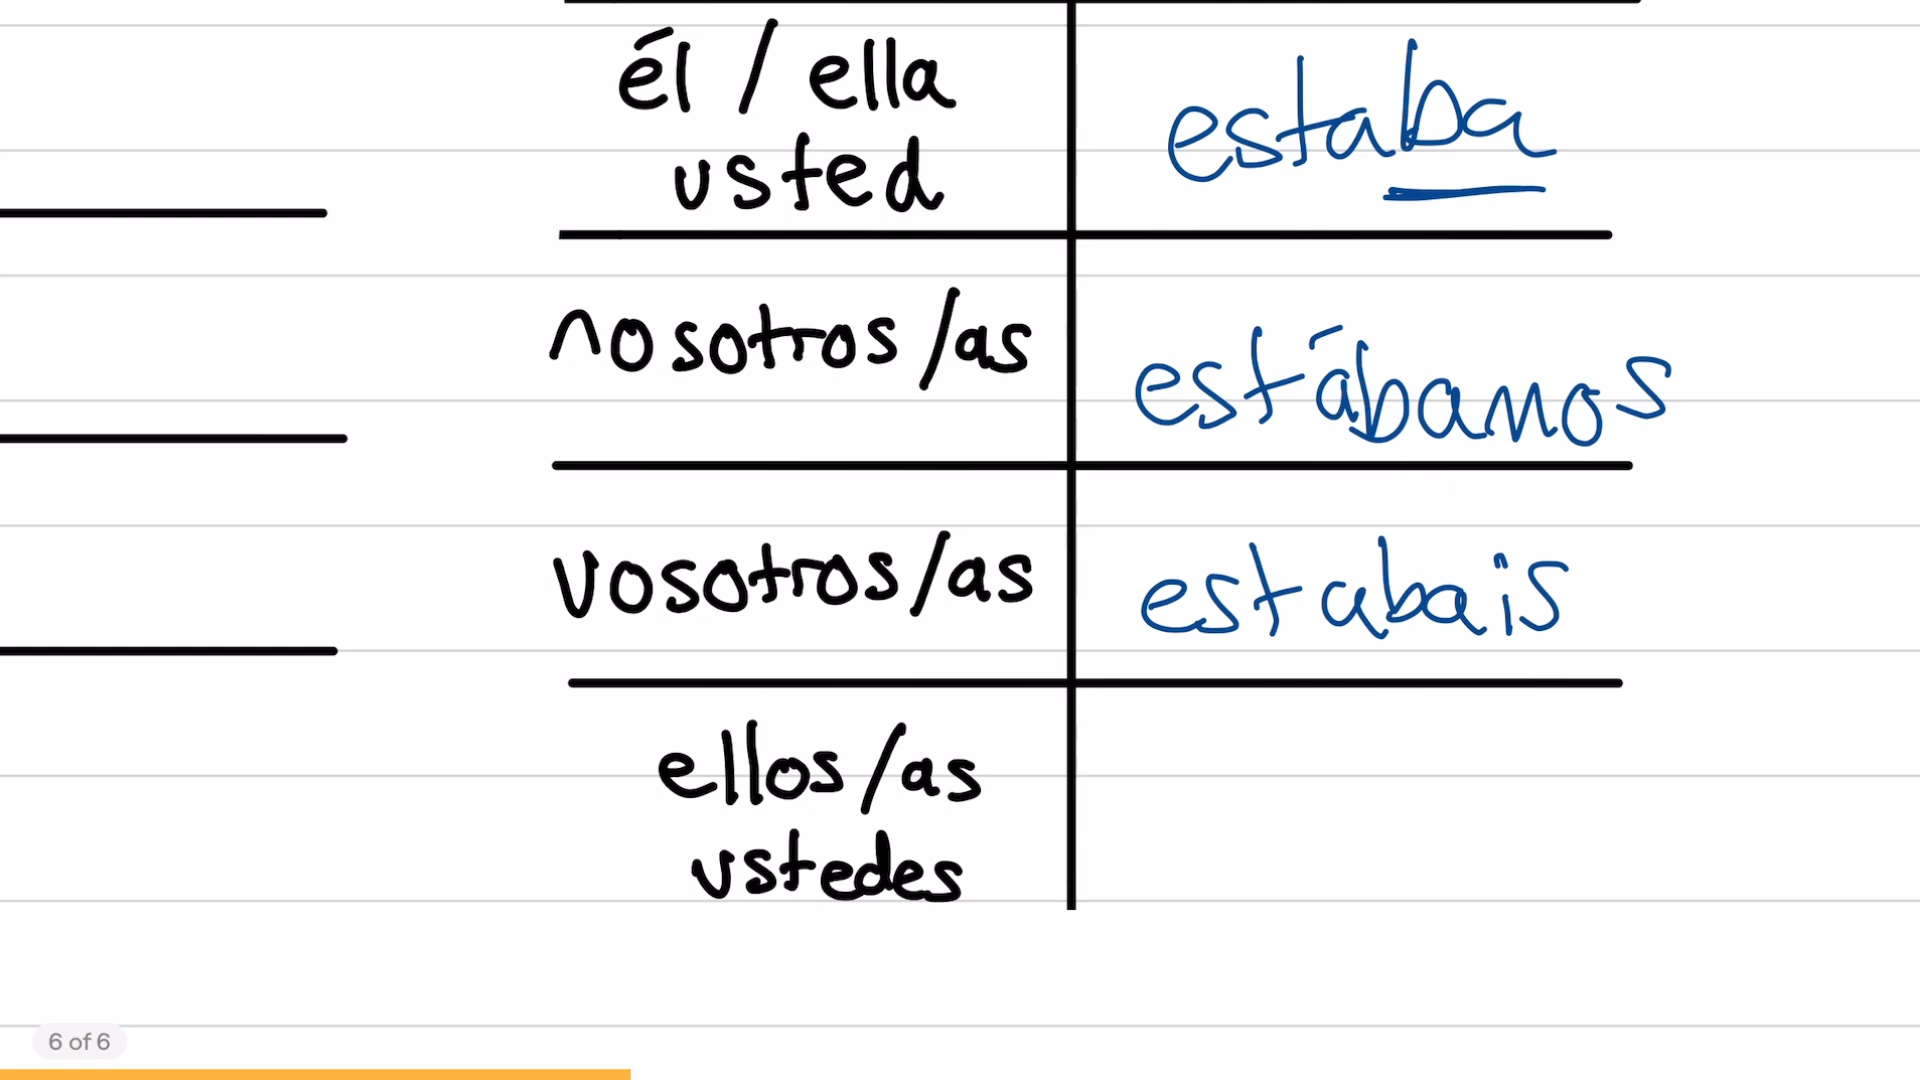 él / ella
usted
estaba
nosotros/as
estábamos
vosotros/as
estabais
ellos/as
ustedes
6 of 6